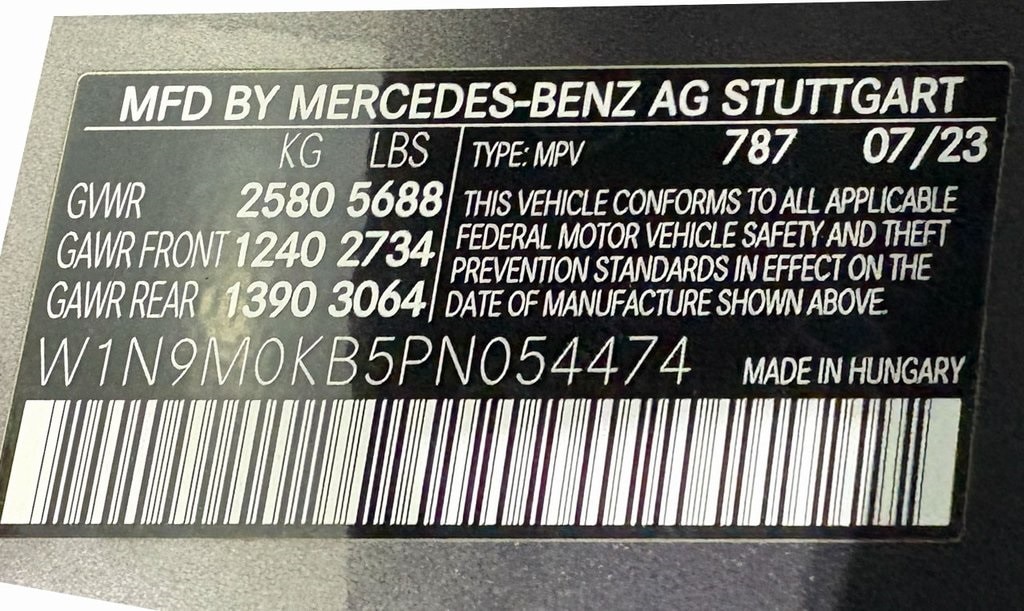 MFD BY MERCEDES-BENZ AG STUTTGART
KG LBS
GVWR 2580 5688
GAWR FRONT 1240 2734
GAWR REAR 1390 3064
TYPE: MPV 787 07/23
THIS VEHICLE CONFORMS TO ALL APPLICABLE
FEDERAL MOTOR VEHICLE SAFETY AND THEFT
PREVENTION STANDARDS IN EFFECT ON THE
DATE OF MANUFACTURE SHOWN ABOVE.
W1N9M0KB5PN054474 MADE IN HUNGARY